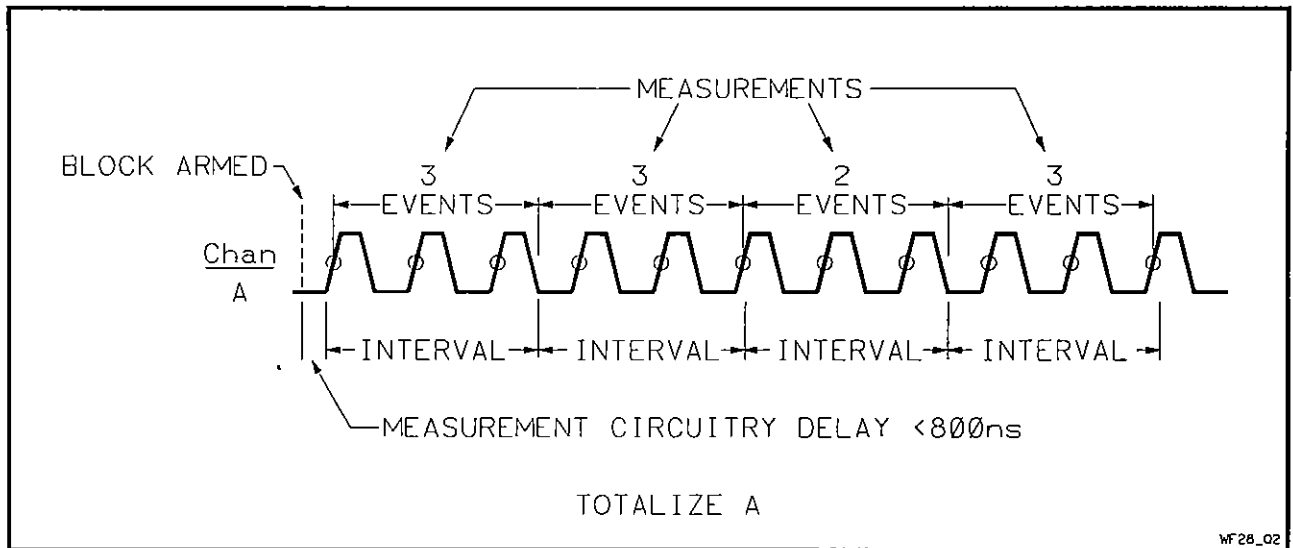 MEASUREMENTS
BLOCK ARMED
3 3 2 3
EVENTS EVENTS EVENTS EVENTS
Chan
A
INTERVAL INTERVAL INTERVAL INTERVAL
MEASUREMENT CIRCUITRY DELAY <800ns
TOTALIZE A
WF28_02